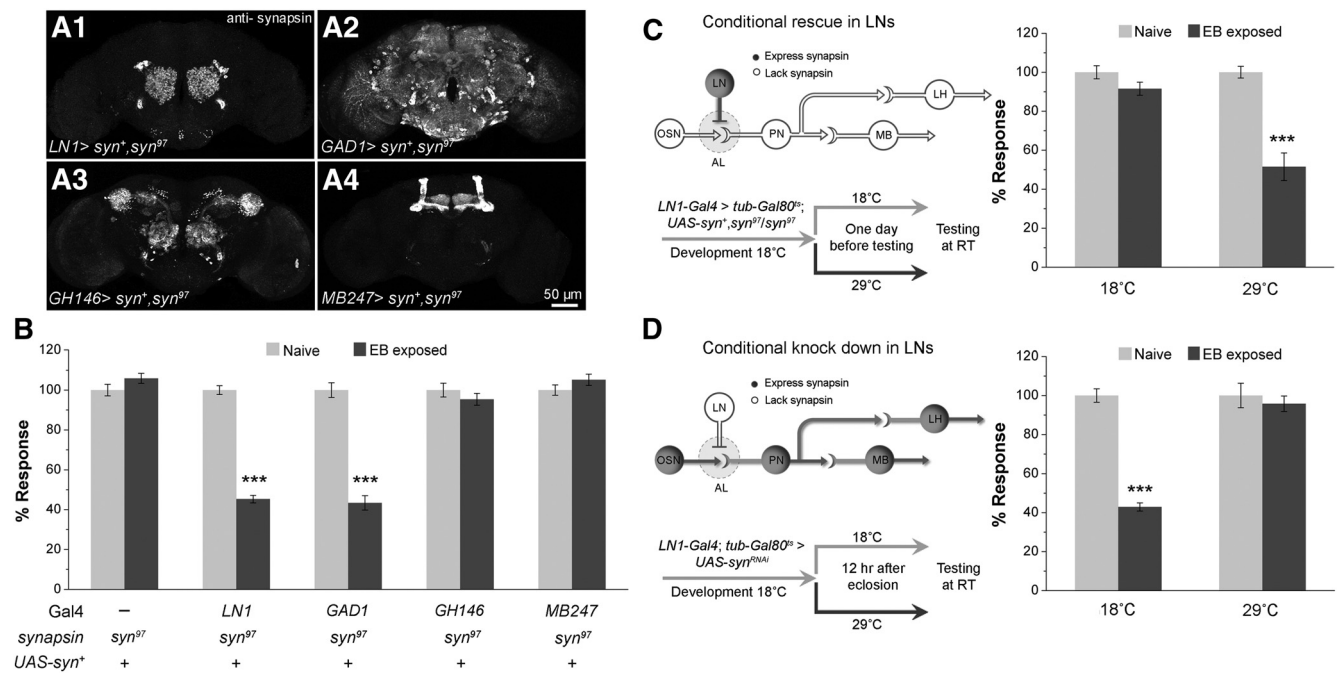 A1
anti- synapsin
LN1> syn+,syn97
A2
GAD1> syn+,syn97
A3
GH146> syn+,syn97
A4
MB247> syn+,syn97
50 µm
B
Naive
EB exposed
% Response
120
100
80
60
40
20
0
***
***
Gal4 – LN1 GAD1 GH146 MB247
synapsin syn97 syn97 syn97 syn97 syn97
UAS-syn+ + + + + +
C
Conditional rescue in LNs
Express synapsin
Lack synapsin
LN
LH
OSN
PN
MB
AL
LN1-Gal4 > tub-Gal80ts;
UAS-syn+,syn97/syn97
Development 18°C
18°C
One day
before testing
29°C
Testing
at RT
Naive
EB exposed
% Response
120
100
80
60
40
20
0
***
18°C
29°C
D
Conditional knock down in LNs
Express synapsin
Lack synapsin
LN
LH
OSN
PN
MB
AL
LN1-Gal4; tub-Gal80ts >
UAS-synRNAi
Development 18°C
18°C
12 hr after
eclosion
29°C
Testing
at RT
Naive
EB exposed
% Response
120
100
80
60
40
20
0
***
18°C
29°C